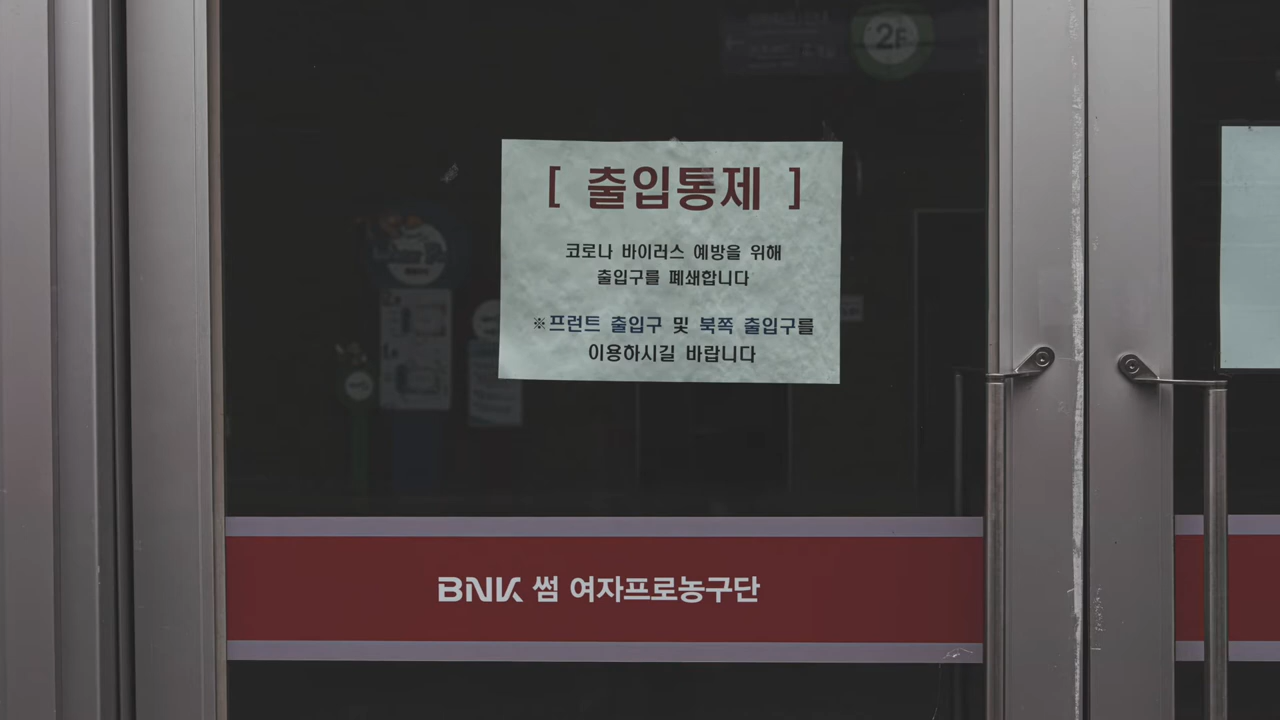 2F
[ 출입통제 ]
코로나 바이러스 예방을 위해
출입구를 폐쇄합니다
※프런트 출입구 및 북쪽 출입구를
이용하시길 바랍니다
BNK 썸 여자프로농구단